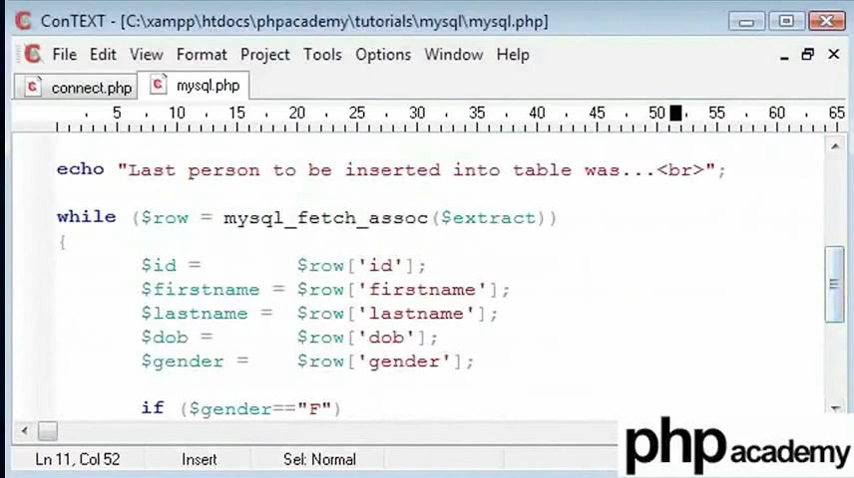 ConTEXT - [C:\xampp\htdocs\phpacademy\tutorials\mysql\mysql.php]
File Edit View Format Project Tools Options Window Help
connect.php mysql.php
5 10 15 20 25 30 35 40 45 50 55 60 65
echo "Last person to be inserted into table was...<br>";
while ($row = mysql_fetch_assoc($extract))
{
$id = $row['id'];
$firstname = $row['firstname'];
$lastname = $row['lastname'];
$dob = $row['dob'];
$gender = $row['gender'];
if ($gender=="F")
Ln 11, Col 52 Insert Sel: Normal
php academy